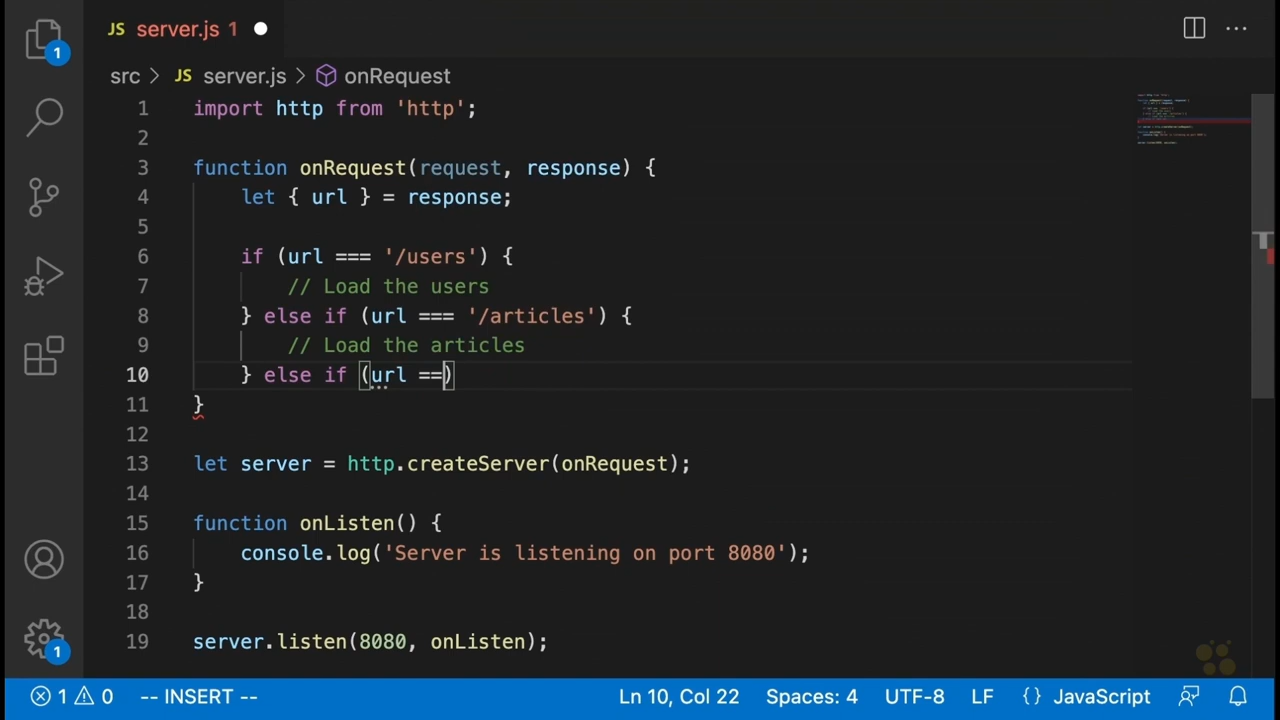 JS server.js 1
src > JS server.js > onRequest
1 import http from 'http';
2
3 function onRequest(request, response) {
4 let { url } = response;
5
6 if (url === '/users') {
7 // Load the users
8 } else if (url === '/articles') {
9 // Load the articles
10 } else if (url ==)
11 }
12
13 let server = http.createServer(onRequest);
14
15 function onListen() {
16 console.log('Server is listening on port 8080');
17 }
18
19 server.listen(8080, onListen);
1
1
1 0 -- INSERT -- Ln 10, Col 22 Spaces: 4 UTF-8 LF {} JavaScript